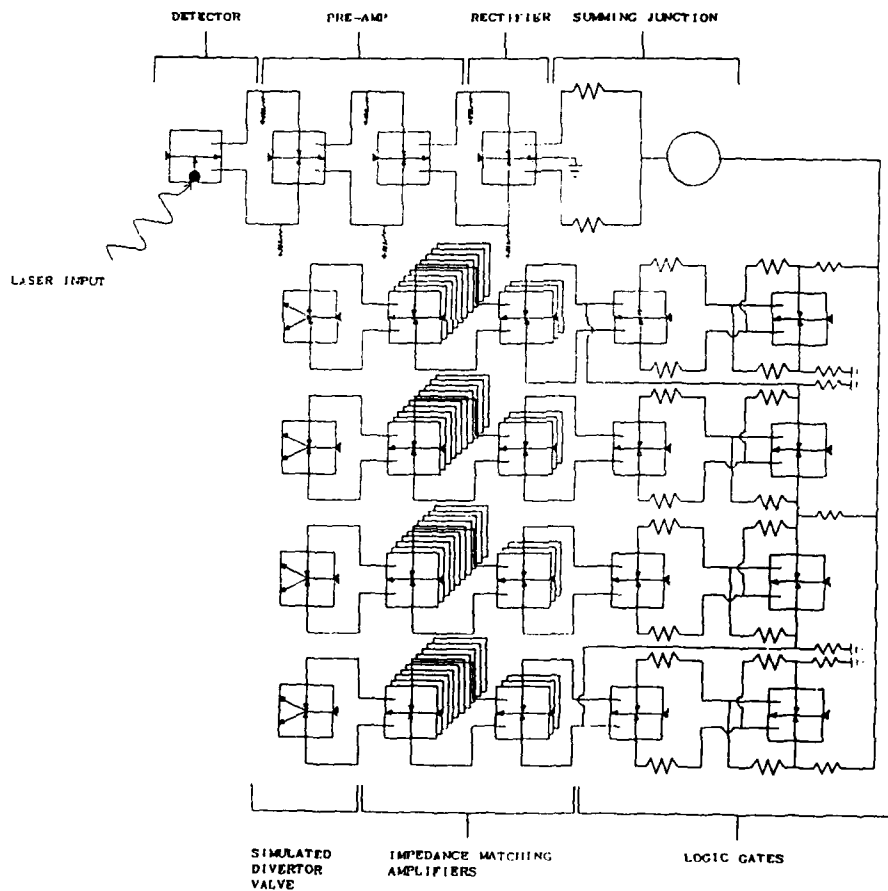 DETECTOR
PRE-AMP
RECTIFIER
SUMMING JUNCTION
LASER INPUT
SIMULATED
DIVERTOR
VALVE
IMPEDANCE MATCHING
AMPLIFIERS
LOGIC GATES